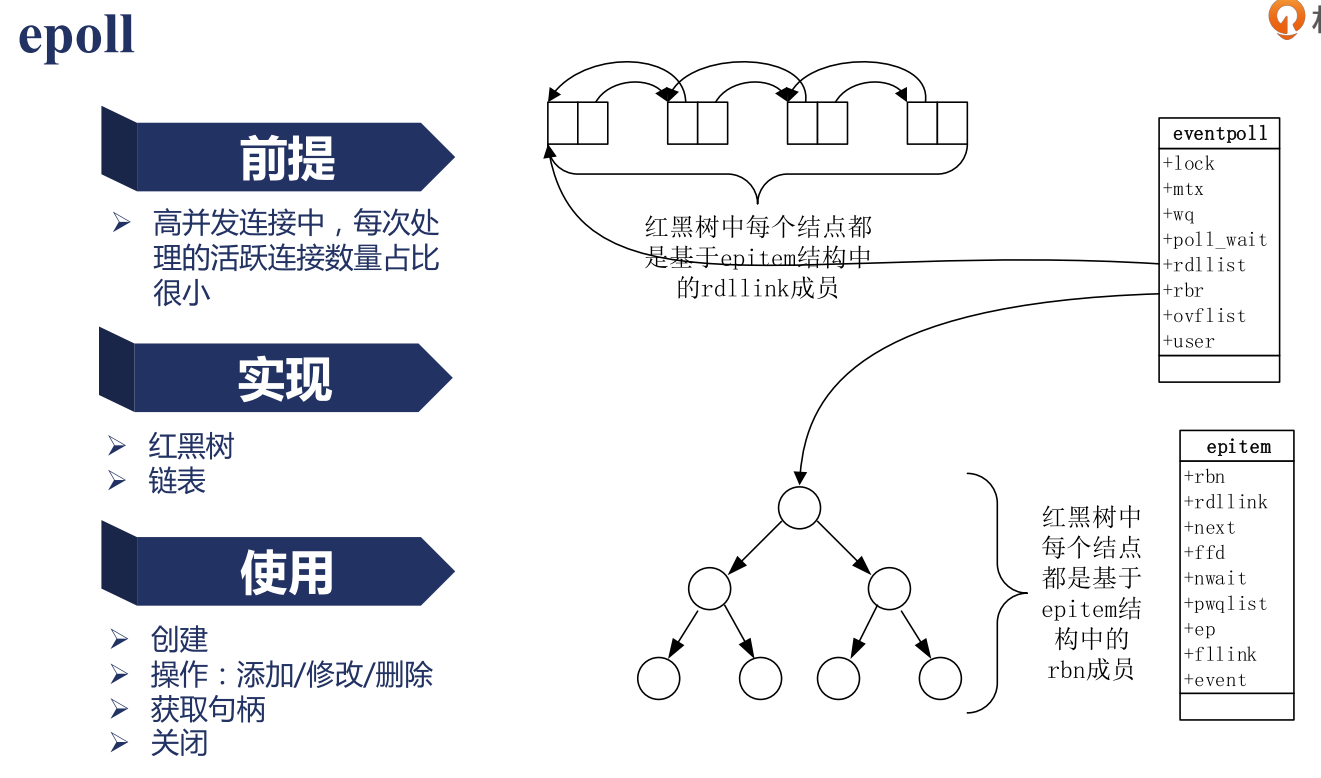 epoll
前提
高并发连接中，每次处
理的活跃连接数量占比
很小
实现
红黑树
链表
使用
创建
操作：添加/修改/删除
获取句柄
关闭
红黑树中每个结点都
是基于epitem结构中
的rdllink成员
eventpoll
+lock
+mtx
+wq
+poll_wait
+rdllist
+rbr
+ovflist
+user
红黑树中
每个结点
都是基于
epitem结
构中的
rbn成员
epitem
+rbn
+rdllink
+next
+ffd
+nwait
+pwqlist
+ep
+fllink
+event